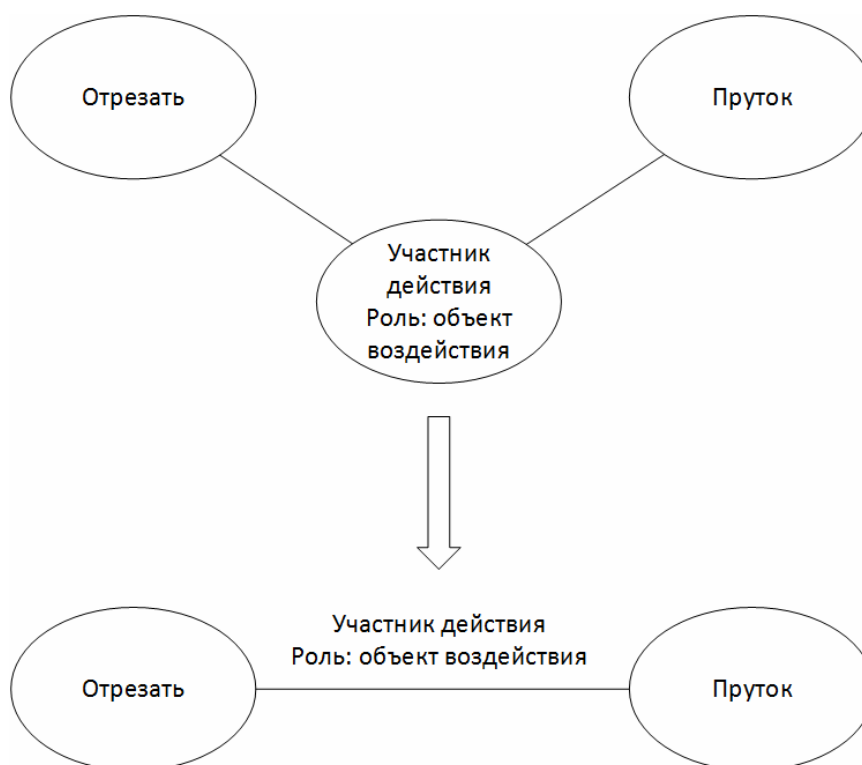 Отрезать
Пруток
Участник
действия
Роль: объект
воздействия
Участник действия
Роль: объект воздействия
Отрезать
Пруток